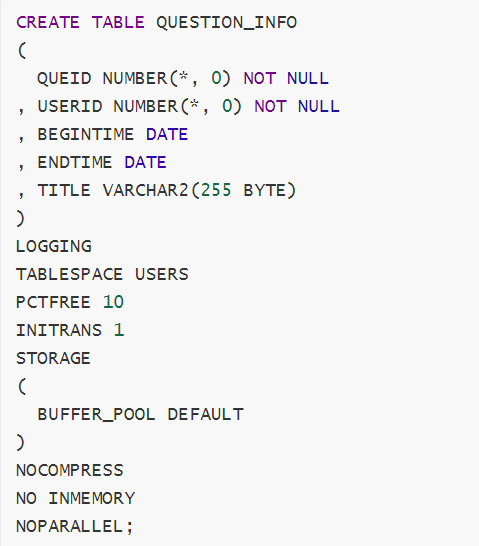 CREATE TABLE QUESTION_INFO
(
  QUEID NUMBER(*, 0) NOT NULL
, USERID NUMBER(*, 0) NOT NULL
, BEGINTIME DATE
, ENDTIME DATE
, TITLE VARCHAR2(255 BYTE)
)
LOGGING
TABLESPACE USERS
PCTFREE 10
INITRANS 1
STORAGE
(
  BUFFER_POOL DEFAULT
)
NOCOMPRESS
NO INMEMORY
NOPARALLEL;